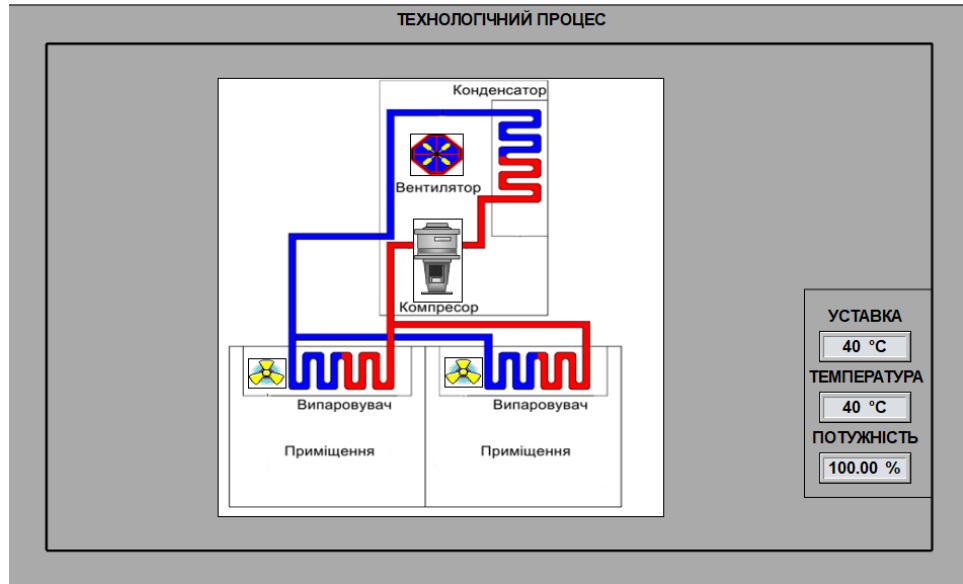 ТЕХНОЛОГІЧНИЙ ПРОЦЕС
Конденсатор
Вентилятор
Компресор
Випаровувач
Випаровувач
Приміщення
Приміщення
УСТАВКА
40 °C
ТЕМПЕРАТУРА
40 °C
ПОТУЖНІСТЬ
100.00 %